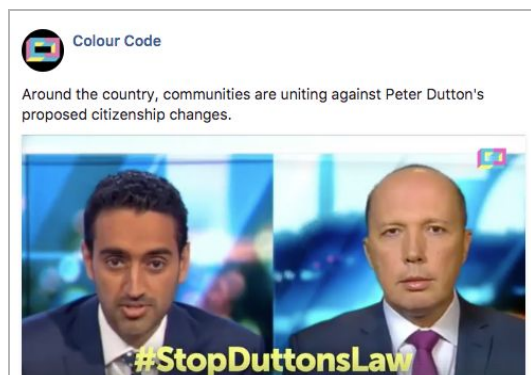 Colour Code
Around the country, communities are uniting against Peter Dutton's
proposed citizenship changes.
#StopDuttonsLaw